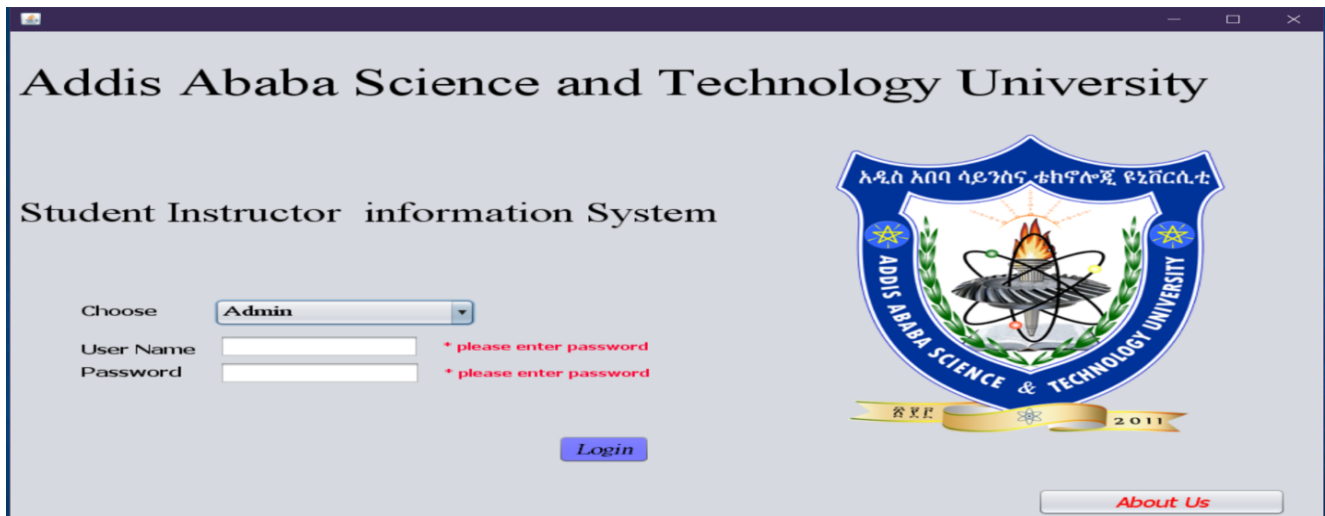 Addis Ababa Science and Technology University
Student Instructor information System
አዲስ አበባ ሳይንስና ቴክኖሎጂ ዩኒቨርሲቲ
ADDIS ABABA SCIENCE & TECHNOLOGY UNIVERSITY
፳፻፫
2011
Choose
Admin
User Name
* please enter password
Password
* please enter password
Login
About Us